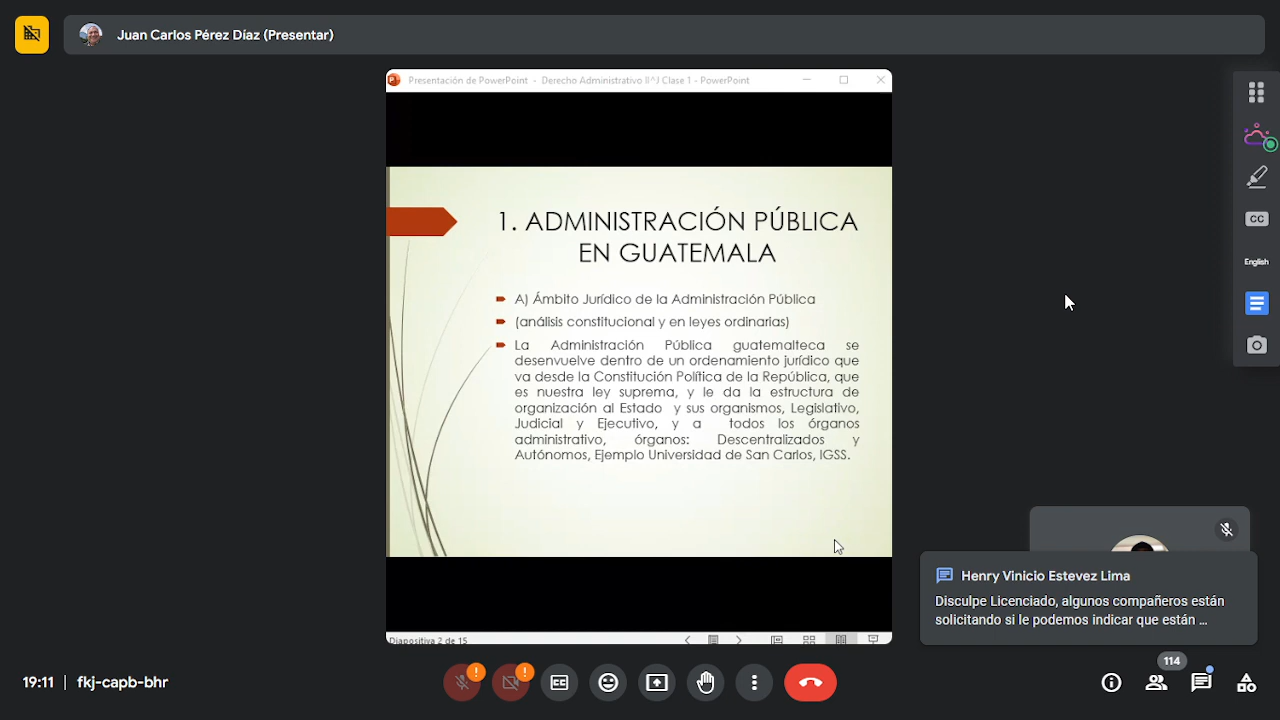 Juan Carlos Pérez Díaz (Presentar)
Presentación de PowerPoint - Derecho Administrativo II^J Clase 1 - PowerPoint
1. ADMINISTRACIÓN PÚBLICA
EN GUATEMALA
A) Ámbito Jurídico de la Administración Pública
(análisis constitucional y en leyes ordinarias)
La Administración Pública guatemalteca se
desenvuelve dentro de un ordenamiento jurídico que
va desde la Constitución Política de la República, que
es nuestra ley suprema, y le da la estructura de
organización al Estado y sus organismos, Legislativo,
Judicial y Ejecutivo, y a todos los órganos
administrativo, órganos: Descentralizados y
Autónomos, Ejemplo Universidad de San Carlos, IGSS.
Diapositiva 2 de 15
CC
English
Henry Vinicio Estevez Lima
Disculpe Licenciado, algunos compañeros están
solicitando si le podemos indicar que están ...
19:11 | fkj-capb-bhr
114